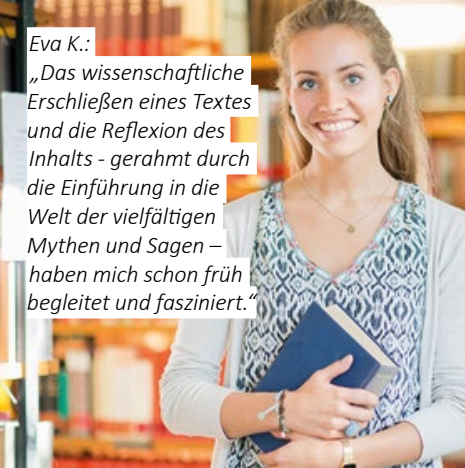 Eva K.:
„Das wissenschaftliche
Erschließen eines Textes
und die Reflexion des
Inhalts - gerahmt durch
die Einführung in die
Welt der vielfältigen
Mythen und Sagen –
haben mich schon früh
begleitet und fasziniert.“